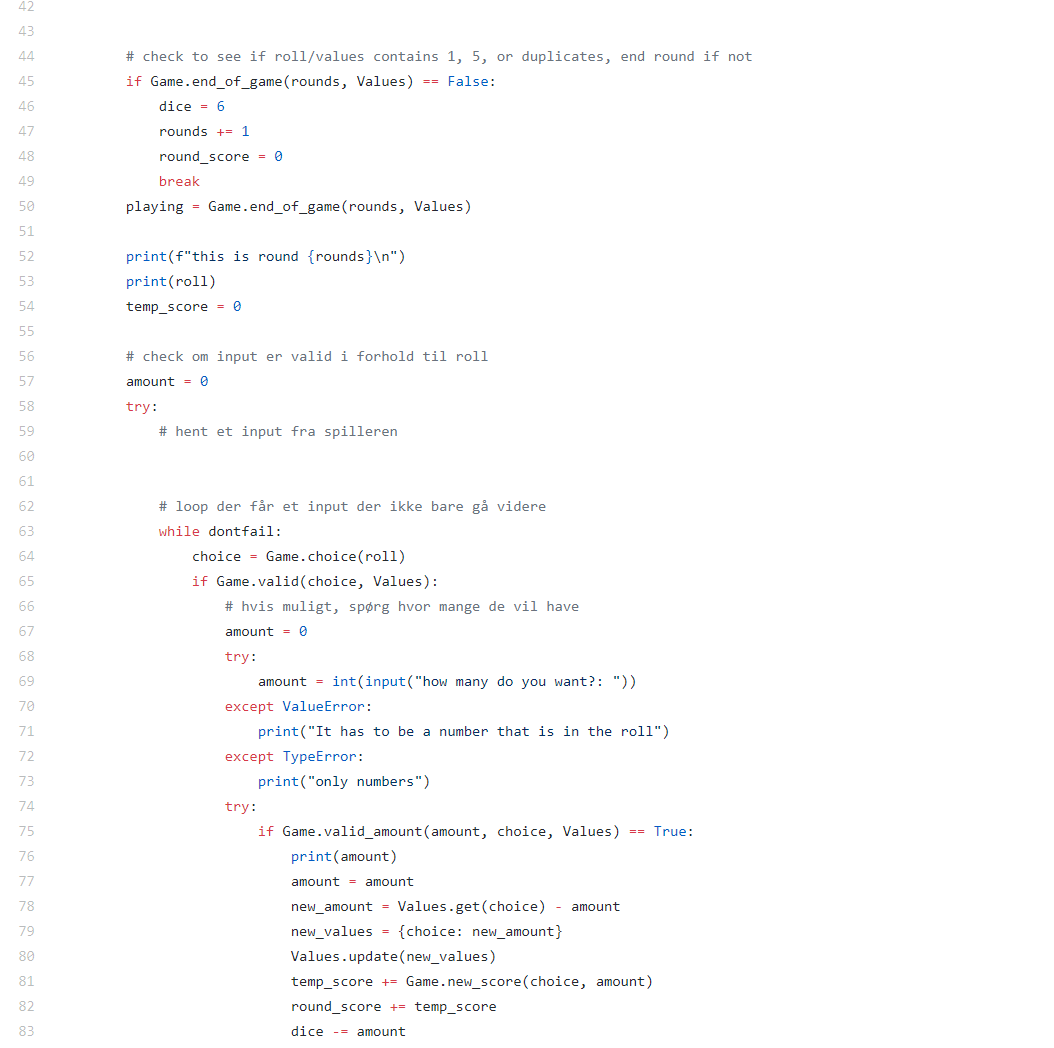 42
43
44 # check to see if roll/values contains 1, 5, or duplicates, end round if not
45 if Game.end_of_game(rounds, Values) == False:
46 dice = 6
47 rounds += 1
48 round_score = 0
49 break
50 playing = Game.end_of_game(rounds, Values)
51
52 print(f"this is round {rounds}\n")
53 print(roll)
54 temp_score = 0
55
56 # check om input er valid i forhold til roll
57 amount = 0
58 try:
59 # hent et input fra spilleren
60
61
62 # loop der får et input der ikke bare gå videre
63 while dontfail:
64 choice = Game.choice(roll)
65 if Game.valid(choice, Values):
66 # hvis muligt, spørg hvor mange de vil have
67 amount = 0
68 try:
69 amount = int(input("how many do you want?: "))
70 except ValueError:
71 print("It has to be a number that is in the roll")
72 except TypeError:
73 print("only numbers")
74 try:
75 if Game.valid_amount(amount, choice, Values) == True:
76 print(amount)
77 amount = amount
78 new_amount = Values.get(choice) - amount
79 new_values = {choice: new_amount}
80 Values.update(new_values)
81 temp_score += Game.new_score(choice, amount)
82 round_score += temp_score
83 dice -= amount